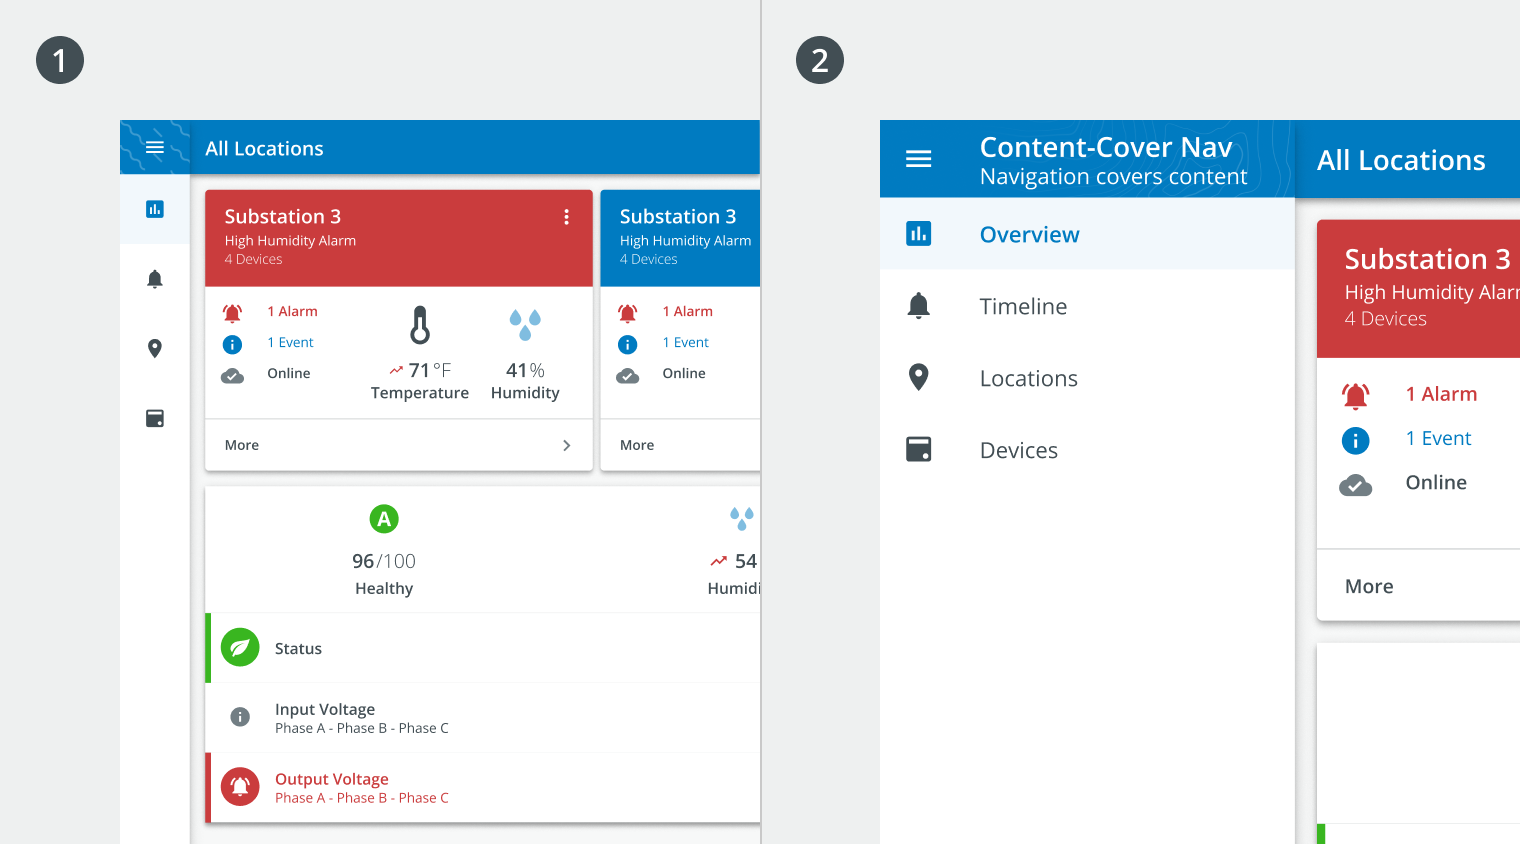 1
All Locations
Substation 3
High Humidity Alarm
4 Devices
1 Alarm
1 Event
Online
71°F
Temperature
41%
Humidity
More
Substation 3
High Humidity Alarm
4 Devices
1 Alarm
1 Event
Online
More
A
96/100
Healthy
54
Humidi
Status
Input Voltage
Phase A - Phase B - Phase C
Output Voltage
Phase A - Phase B - Phase C
2
Content-Cover Nav
Navigation covers content
Overview
Timeline
Locations
Devices
All Locations
Substation 3
High Humidity Alar
4 Devices
1 Alarm
1 Event
Online
More